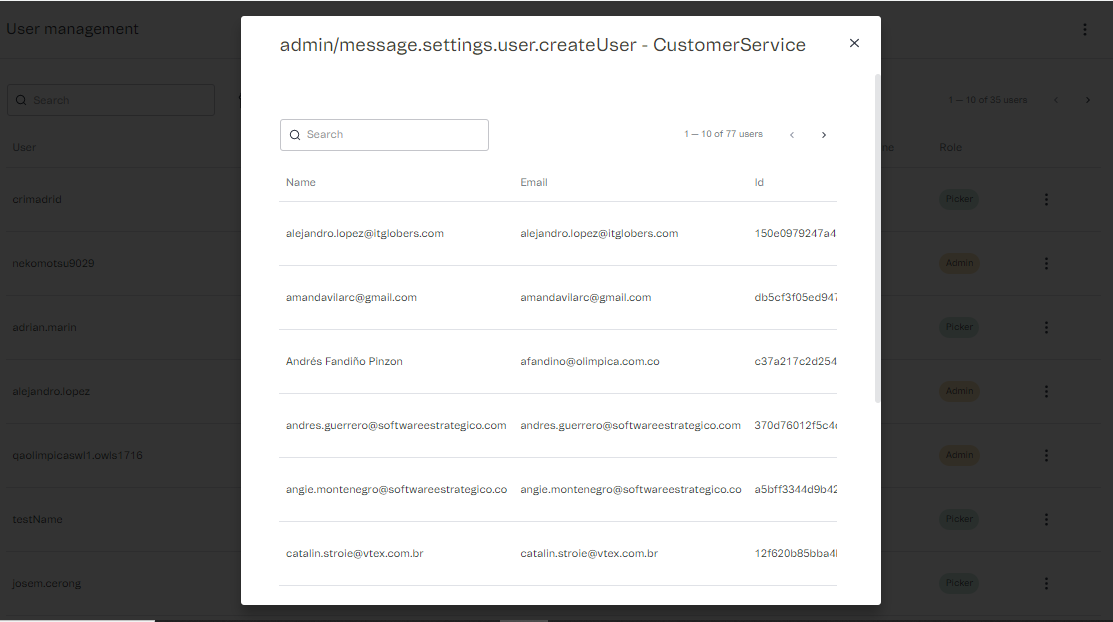 User management
admin/message.settings.user.createUser - CustomerService
Search
Search
1 — 10 of 77 users
1 — 10 of 35 users
User
Name
Email
Id
ne
Role
crimadrid
alejandro.lopez@itglobers.com
alejandro.lopez@itglobers.com
150e0979247a4
Picker
nekomotsu9029
amandavilarc@gmail.com
amandavilarc@gmail.com
db5cf3f05ed947
Admin
adrian.marin
Andrés Fandiño Pinzon
afandino@olimpica.com.co
c37a217c2d254
Picker
alejandro.lopez
andres.guerrero@softwareestrategico.com
andres.guerrero@softwareestrategico.com
370d76012f5c4
Admin
qaolimpicaswl1.owls1716
angie.montenegro@softwareestrategico.co
angie.montenegro@softwareestrategico.co
a5bff3344d9b42
Admin
testName
catalin.stroie@vtex.com.br
catalin.stroie@vtex.com.br
12f620b85bba4
Picker
josem.cerong
Picker